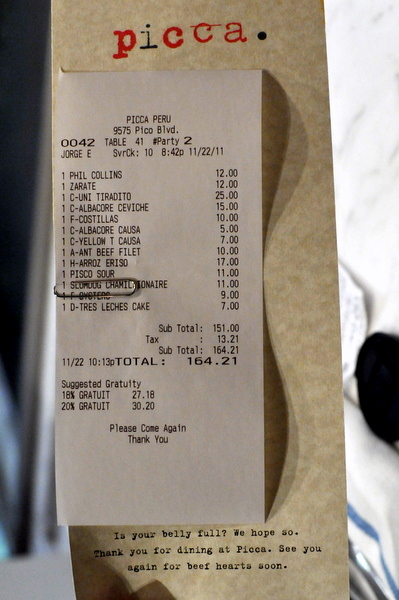 picca.
PICCA PERU
9575 Pico Blvd.
0042 TABLE 41 #Party 2
JORGE E SvrCk: 10 8:42p 11/22/11
1 PHIL COLLINS 12.00
1 ZARATE 12.00
1 C-UNI TIRADITO 25.00
1 C-ALBACORE CEVICHE 15.00
1 F-COSTILLAS 10.00
1 C-ALBACORE CAUSA 5.00
1 C-YELLOW T CAUSA 7.00
1 A-ANT BEEF FILET 10.00
1 H-ARROZ ERISO 17.00
1 PISCO SOUR 11.00
1 SLUMDOG CHAMILIONAIRE 11.00
1 F-OYSTERS 9.00
1 D-TRES LECHES CAKE 7.00
Sub Total: 151.00
Tax : 13.21
Sub Total: 164.21
11/22 10:13pTOTAL: 164.21
Suggested Gratuity
18% GRATUIT 27.18
20% GRATUIT 30.20
Please Come Again
Thank You
Is your belly full? We hope so.
Thank you for dining at Picca. See you
again for beef hearts soon.